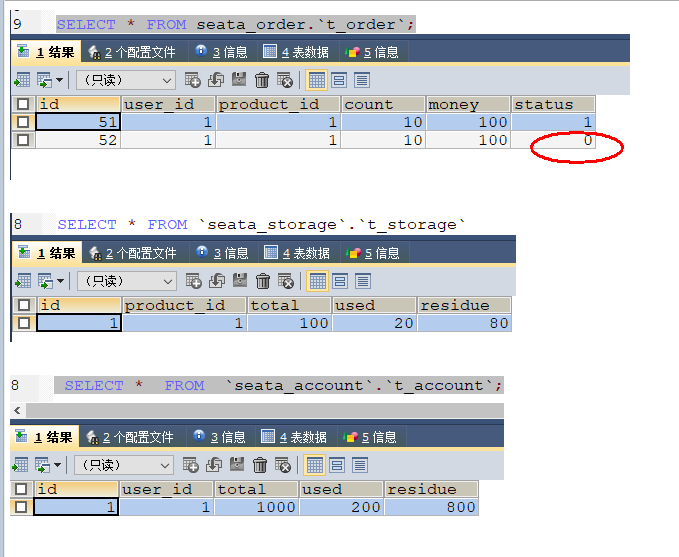 9 SELECT * FROM seata_order.`t_order`;
1 结果 2 个配置文件 3 信息 4 表数据 5 信息
(只读)
id user_id product_id count money status
51 1 1 10 100 1
52 1 1 10 100 0
8 SELECT * FROM `seata_storage`.`t_storage`
1 结果 2 个配置文件 3 信息 4 表数据 5 信息
(只读)
id product_id total used residue
1 1 100 20 80
8 SELECT * FROM `seata_account`.`t_account`;
1 结果 2 个配置文件 3 信息 4 表数据 5 信息
(只读)
id user_id total used residue
1 1 1000 200 800